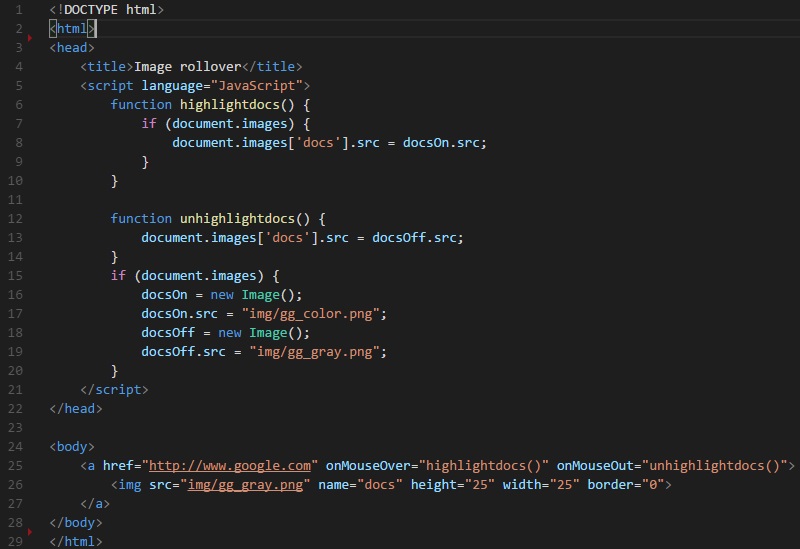 1 <!DOCTYPE html>
2 <html>
3 <head>
4     <title>Image rollover</title>
5     <script language="JavaScript">
6         function highlightdocs() {
7             if (document.images) {
8                 document.images['docs'].src = docsOn.src;
9             }
10         }
11
12         function unhighlightdocs() {
13             document.images['docs'].src = docsOff.src;
14         }
15         if (document.images) {
16             docsOn = new Image();
17             docsOn.src = "img/gg_color.png";
18             docsOff = new Image();
19             docsOff.src = "img/gg_gray.png";
20         }
21     </script>
22 </head>
23
24 <body>
25     <a href="http://www.google.com" onMouseOver="highlightdocs()" onMouseOut="unhighlightdocs()">
26         <img src="img/gg_gray.png" name="docs" height="25" width="25" border="0">
27     </a>
28 </body>
29 </html>